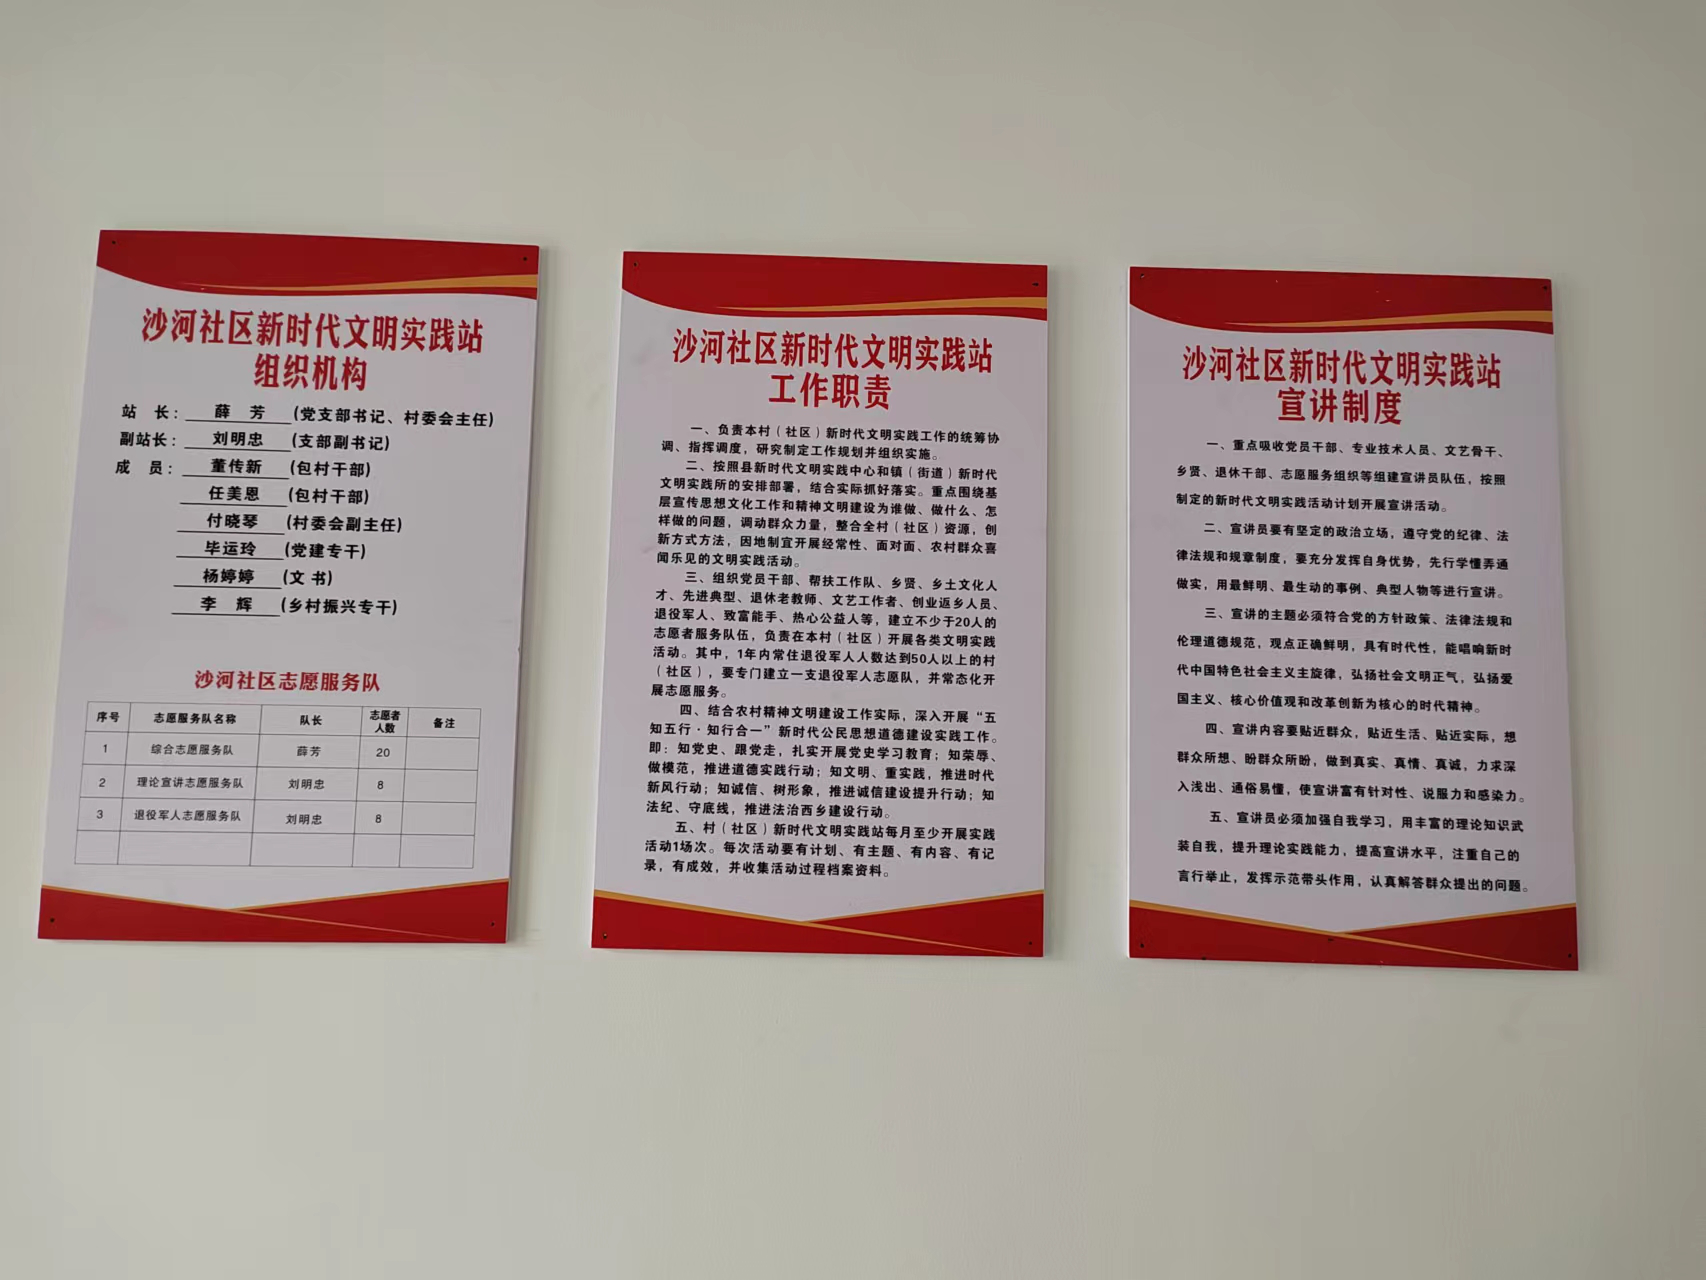 沙河社区新时代文明实践站
组织机构
站 长：薛 芳（党支部书记、村委会主任）
副站长：刘明忠（支部副书记）
成 员：董传新（包村干部）
任美恩（包村干部）
付晓琴（村委会副主任）
毕运玲（党建专干）
杨婷婷（文 书）
李 辉（乡村振兴专干）
沙河社区志愿服务队
序号 志愿服务队名称 队长 志愿者人数 备注
1 综合志愿服务队 薛芳 20
2 理论宣讲志愿服务队 刘明忠 8
3 退役军人志愿服务队 刘明忠 8
沙河社区新时代文明实践站
工作职责
一、负责本村（社区）新时代文明实践工作的统筹协
调、指挥调度，研究制定工作规划并组织实施。
二、按照县新时代文明实践中心和镇（街道）新时代
文明实践所的安排部署，结合实际抓好落实。重点围绕基
层宣传思想文化工作和精神文明建设为谁做、做什么、怎
样做的问题，调动群众力量，整合全村（社区）资源，创
新方式方法，因地制宜开展经常性、面对面、农村群众喜
闻乐见的文明实践活动。
三、组织党员干部、帮扶工作队、乡贤、乡土文化人
才、先进典型、退休老教师、文艺工作者、创业返乡人员、
退役军人、致富能手、热心公益人等，建立不少于20人的
志愿者服务队伍，负责在本村（社区）开展各类文明实践
活动。其中，1年内常住退役军人人数达到50人以上的村
（社区），要专门建立一支退役军人志愿队，并常态化开
展志愿服务。
四、结合农村精神文明建设工作实际，深入开展“五
知五行·知行合一”新时代公民思想道德建设实践工作。
即：知党史、跟党走，扎实开展党史学习教育；知荣辱、
做模范，推进道德实践行动；知文明、重实践，推进时代
新风行动；知诚信、树形象，推进诚信建设提升行动；知
法纪、守底线，推进法治西乡建设行动。
五、村（社区）新时代文明实践站每月至少开展实践
活动1场次。每次活动要有计划、有主题、有内容、有记
录，有成效，并收集活动过程档案资料。
沙河社区新时代文明实践站
宣讲制度
一、重点吸收党员干部、专业技术人员、文艺骨干、
乡贤、退休干部、志愿服务组织等组建宣讲员队伍，按照
制定的新时代文明实践活动计划开展宣讲活动。
二、宣讲员要有坚定的政治立场，遵守党的纪律、法
律法规和规章制度，要充分发挥自身优势，先行学懂弄通
做实，用最鲜明、最生动的事例、典型人物等进行宣讲。
三、宣讲的主题必须符合党的方针政策、法律法规和
伦理道德规范，观点正确鲜明，具有时代性，能唱响新时
代中国特色社会主义主旋律，弘扬社会文明正气，弘扬爱
国主义、核心价值观和改革创新为核心的时代精神。
四、宣讲内容要贴近群众，贴近生活、贴近实际，想
群众所想、盼群众所盼，做到真实、真情、真诚，力求深
入浅出、通俗易懂，使宣讲富有针对性、说服力和感染力。
五、宣讲员必须加强自我学习，用丰富的理论知识武
装自我，提升理论实践能力，提高宣讲水平，注重自己的
言行举止，发挥示范带头作用，认真解答群众提出的问题。